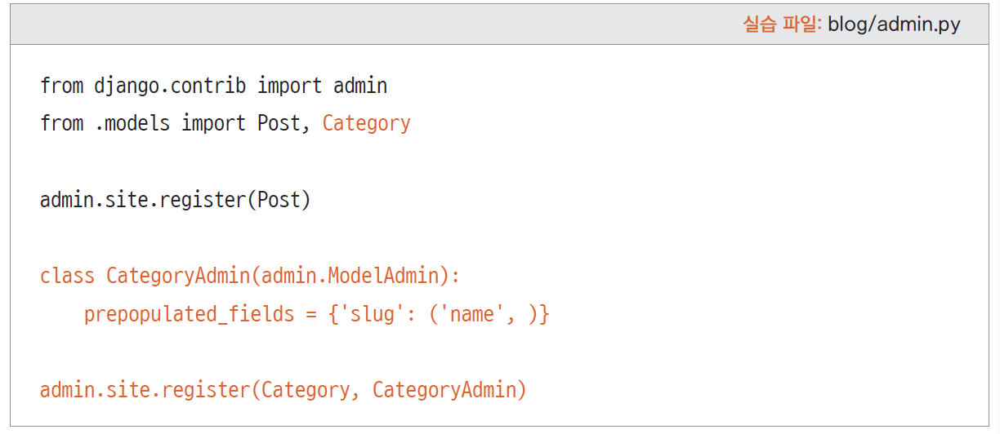 실습 파일: blog/admin.py
from django.contrib import admin
from .models import Post, Category
admin.site.register(Post)
class CategoryAdmin(admin.ModelAdmin):
    prepopulated_fields = {'slug': ('name', )}
admin.site.register(Category, CategoryAdmin)